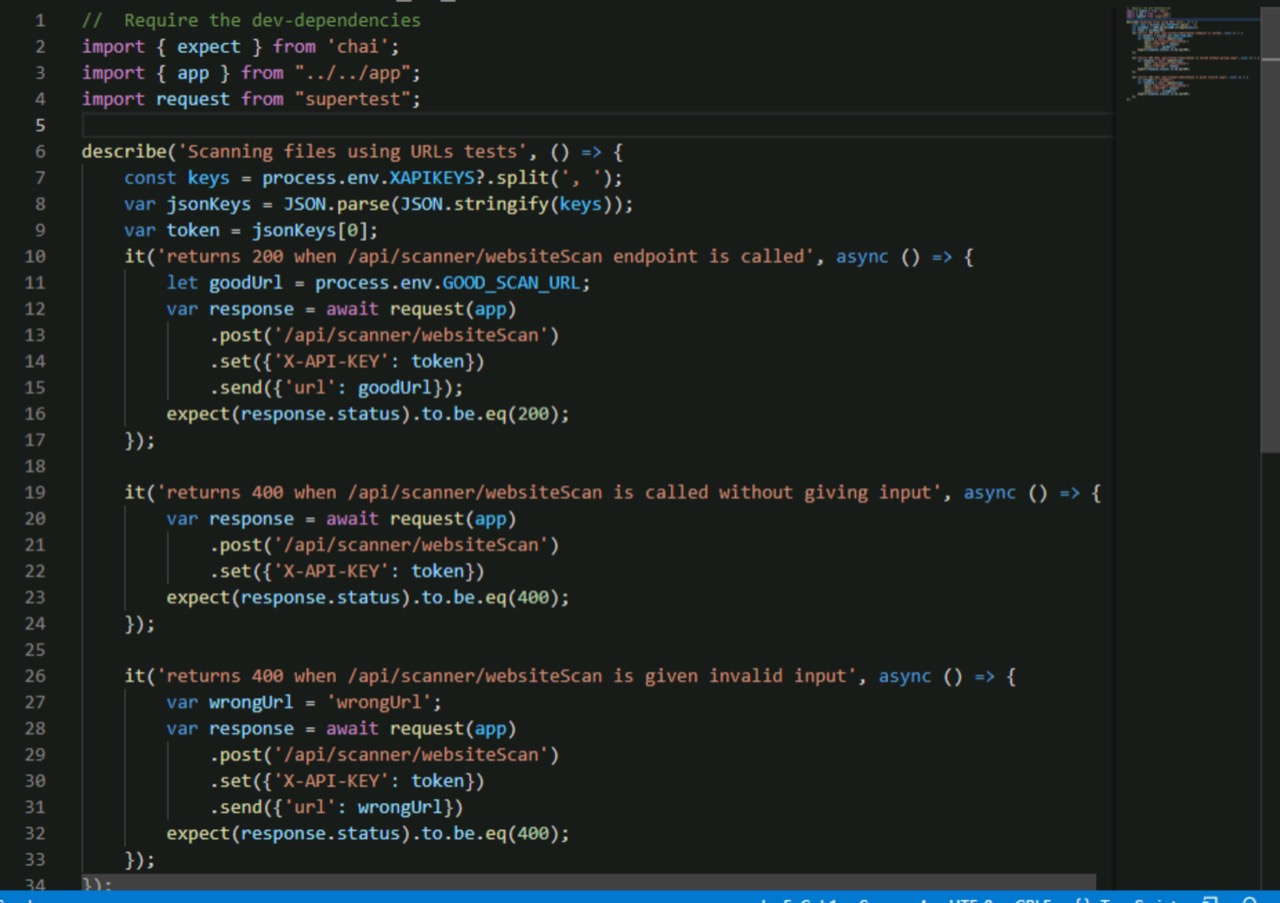 1 //  Require the dev-dependencies
2 import { expect } from 'chai';
3 import { app } from "../../app";
4 import request from "supertest";
5
6 describe('Scanning files using URLs tests', () => {
7     const keys = process.env.XAPIKEYS?.split(', ');
8     var jsonKeys = JSON.parse(JSON.stringify(keys));
9     var token = jsonKeys[0];
10     it('returns 200 when /api/scanner/websiteScan endpoint is called', async () => {
11         let goodUrl = process.env.GOOD_SCAN_URL;
12         var response = await request(app)
13             .post('/api/scanner/websiteScan')
14             .set({'X-API-KEY': token})
15             .send({'url': goodUrl});
16         expect(response.status).to.be.eq(200);
17     });
18
19     it('returns 400 when /api/scanner/websiteScan is called without giving input', async () => {
20         var response = await request(app)
21             .post('/api/scanner/websiteScan')
22             .set({'X-API-KEY': token})
23         expect(response.status).to.be.eq(400);
24     });
25
26     it('returns 400 when /api/scanner/websiteScan is given invalid input', async () => {
27         var wrongUrl = 'wrongUrl';
28         var response = await request(app)
29             .post('/api/scanner/websiteScan')
30             .set({'X-API-KEY': token})
31             .send({'url': wrongUrl})
32         expect(response.status).to.be.eq(400);
33     });
34 });